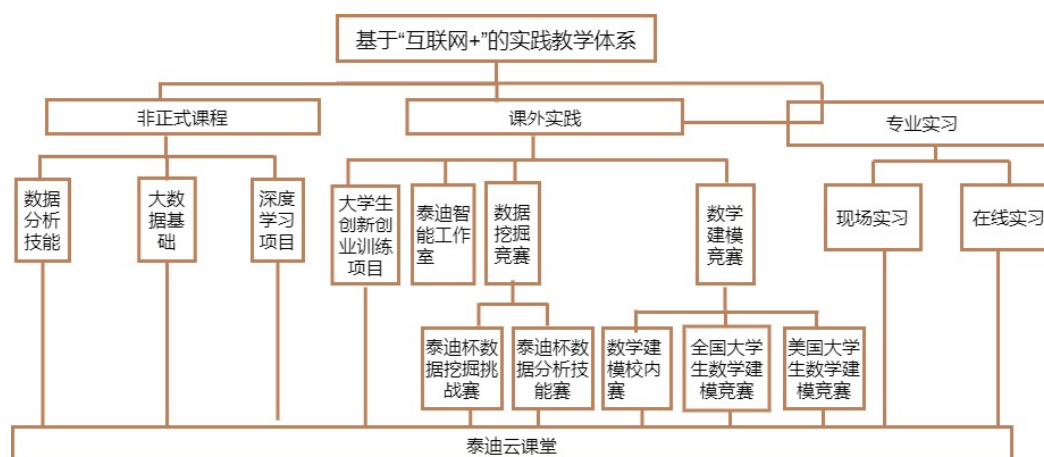 基于“互联网+”的实践教学体系
非正式课程
课外实践
专业实习
数据
分析
技能
大数
据基
础
深度
学习
项目
大学生
创新创
业训练
项目
泰迪智
能工作
室
数据
挖掘
竞赛
数学
建模
竞赛
现场实习
在线实习
泰迪杯数
据挖掘挑
战赛
泰迪杯数
据分析技
能赛
数学建
模校内
赛
全国大学
生数学建
模竞赛
美国大学
生数学建
模竞赛
泰迪云课堂